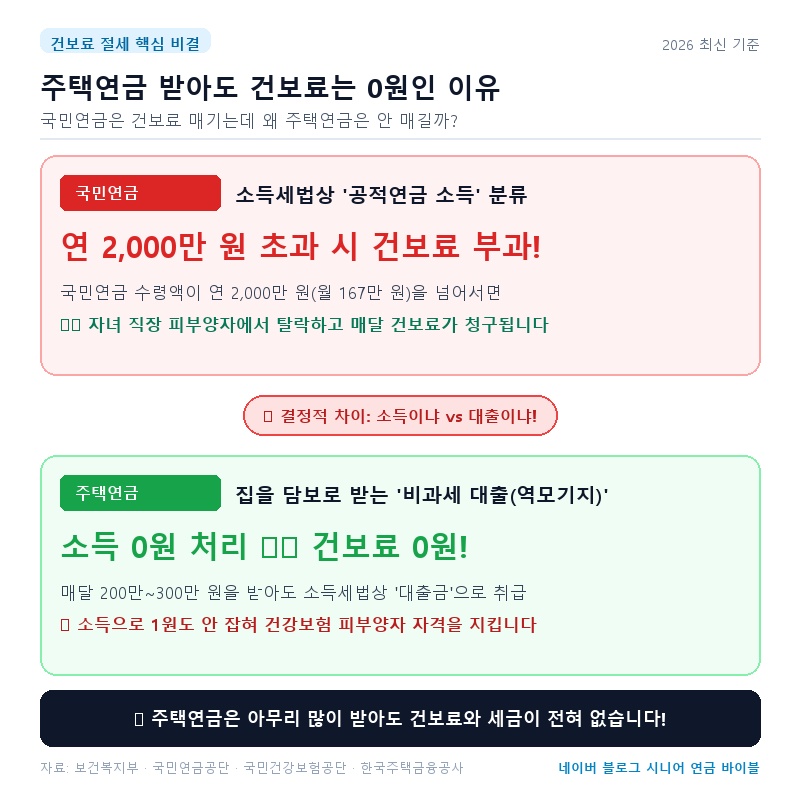 건보료 절세 핵심 비결
2026 최신 기준
주택연금 받아도 건보료는 0원인 이유
국민연금은 건보료 매기는데 왜 주택연금은 안 매길까?
국민연금 소득세법상 '공적연금 소득' 분류
연 2,000만 원 초과 시 건보료 부과!
국민연금 수령액이 연 2,000만 원(월 167만 원)을 넘어서면
▯▯ 자녀 직장 피부양자에서 탈락하고 매달 건보료가 청구됩니다
▯ 결정적 차이: 소득이냐 vs 대출이냐!
주택연금 집을 담보로 받는 '비과세 대출(역모기지)'
소득 0원 처리 ▯▯ 건보료 0원!
매달 200만~300만 원을 받아도 소득세법상 '대출금'으로 취급
▯ 소득으로 1원도 안 잡혀 건강보험 피부양자 자격을 지킵니다
▯ 주택연금은 아무리 많이 받아도 건보료와 세금이 전혀 없습니다!
자료: 보건복지부 · 국민연금공단 · 국민건강보험공단 · 한국주택금융공사
네이버 블로그 시니어 연금 바이블